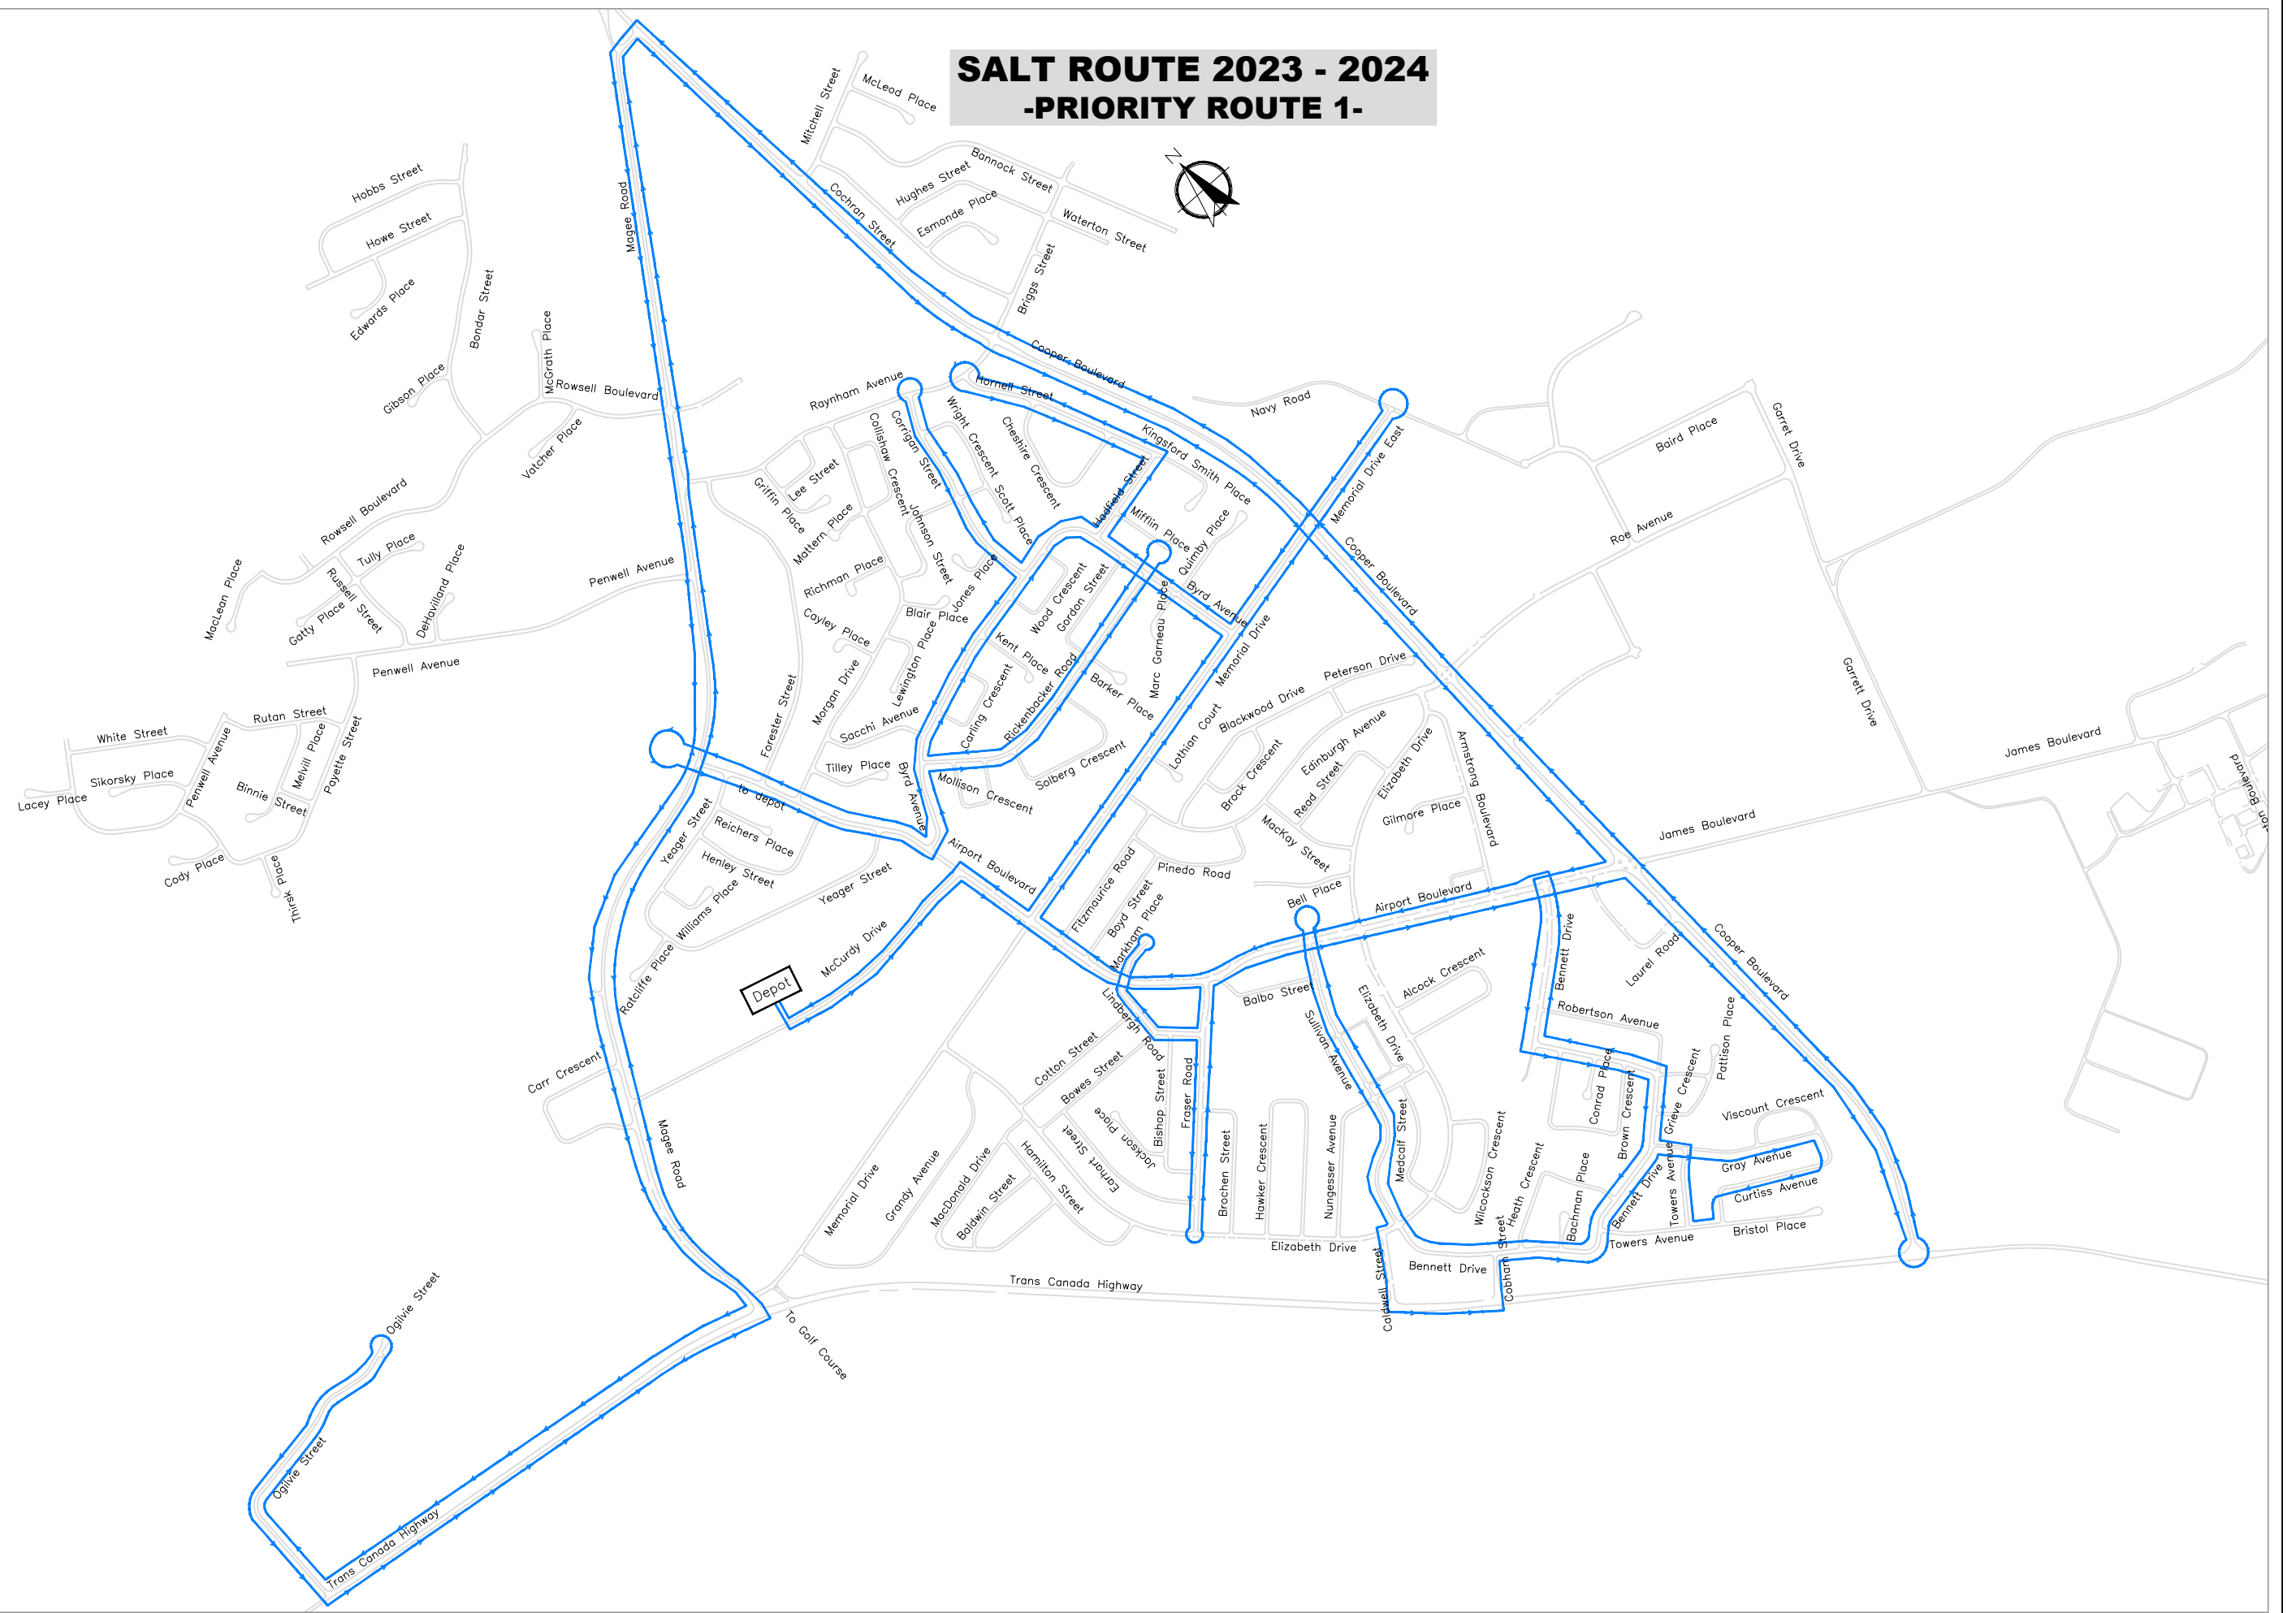 SALT ROUTE 2023 - 2024
-PRIORITY ROUTE 1-
N
Mitchell Street
McLeod Place
Bannock Street
Hughes Street
Esmonde Place
Waterton Street
Cochran Street
Briggs Street
Magee Road
Hobbs Street
Howe Street
Edwards Place
Bondar Street
Gibson Place
McGrath Place
Rowsell Boulevard
Vatcher Place
Rowsell Boulevard
Tully Place
Russell Street
Gatty Place
DeHavilland Place
MacLean Place
Penwell Avenue
Penwell Avenue
Cooper Boulevard
Hornell Street
Raynham Avenue
Navy Road
Kingsford Smith Place
Memorial Drive East
Baird Place
Garret Drive
Roe Avenue
Collishaw Crescent
Corrigan Street
Wright Crescent
Scott Place
Cheshire Crescent
Hadfield Street
Mifflin Place
Quimby Place
Griffin Place
Lee Street
Mattern Place
Johnson Street
Richman Place
Jones Place
Blair Place
Cayley Place
Lewington Place
Morgan Drive
Forester Street
Sacchi Avenue
Tilley Place
Wood Crescent
Gordon Street
Kent Place
Carling Crescent
Rickenbacker Road
Barker Place
Marc Garneau Place
Byrd Avenue
Memorial Drive
Solberg Crescent
Mollison Crescent
Byrd Avenue
to depot
Airport Boulevard
Cooper Boulevard
Peterson Drive
Blackwood Drive
Lothian Court
Edinburgh Avenue
Brock Crescent
Read Street
Elizabeth Drive
Armstrong Boulevard
Gilmore Place
MacKay Street
Garrett Drive
James Boulevard
James Boulevard
White Street
Rutan Street
Sikorsky Place
Lacey Place
Penwell Avenue
Melvill Place
Payette Street
Binnie Street
Cody Place
Thirsk Place
Yeager Street
Reichers Place
Henley Street
Williams Place
Yeager Street
Ratcliffe Place
McCurdy Drive
Depot
Fitzmaurice Road
Boyd Street
Markham Place
Pinedo Road
Bell Place
Airport Boulevard
Bennett Drive
Laurel Road
Cooper Boulevard
Lindbergh Road
Balbo Street
Alcock Crescent
Elizabeth Drive
Sullivan Avenue
Robertson Avenue
Pattison Place
Conrad Place
Grieve Crescent
Brown Crescent
Viscount Crescent
Gray Avenue
Curtiss Avenue
Bristol Place
Towers Avenue
Towers Avenue
Bennett Drive
Bachman Place
Heath Crescent
Wilcockson Crescent
Medcalf Street
Carr Crescent
Magee Road
Cotton Street
Bowes Street
Bishop Street
Fraser Road
Jackson Place
Earhart Street
Hamilton Street
MacDonald Drive
Baldwin Street
Grandy Avenue
Memorial Drive
Brochen Street
Hawker Crescent
Nungesser Avenue
Elizabeth Drive
Caldwell Street
Bennett Drive
Cobham Street
Trans Canada Highway
To Golf Course
Ogilvie Street
Ogilvie Street
Trans Canada Highway